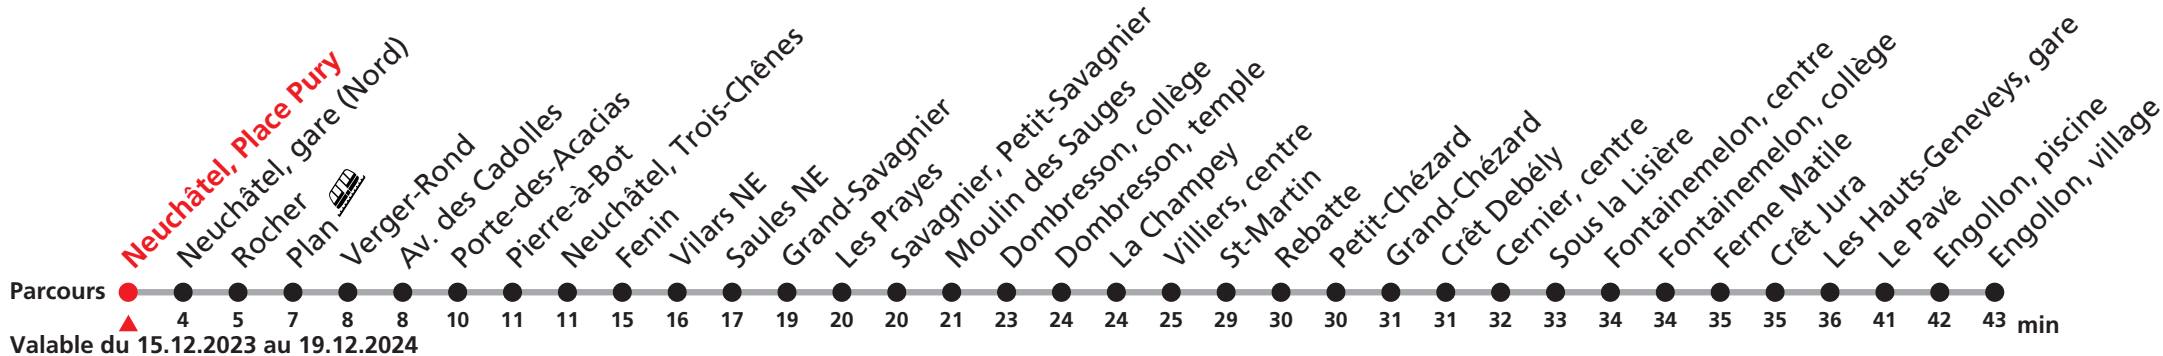 Neuchâtel, Place Pury
Neuchâtel, gare (Nord)
Rocher
Plan
Verger-Rond
Av. des Cadolles
Porte-des-Acacias
Pierre-à-Bot
Neuchâtel, Trois-Chênes
Fenin
Vilars NE
Saules NE
Grand-Savagnier
Les Prayes
Savagnier, Petit-Savagnier
Moulin des Sauges
Dombresson, collège
Dombresson, temple
La Champey
Villiers, centre
St-Martin
Rebatte
Petit-Chézard
Grand-Chézard
Crêt Debély
Cernier, centre
Sous la Lisière
Fontainemelon, centre
Fontainemelon, collège
Ferme Matile
Crêt Jura
Les Hauts-Geneveys, gare
Le Pavé
Engollon, piscine
Engollon, village
Parcours
4 5 7 8 8 10 11 11 15 16 17 19 20 20 21 23 24 24 25 29 30 30 31 31 32 33 34 34 35 35 36 41 42 43 min
Valable du 15.12.2023 au 19.12.2024